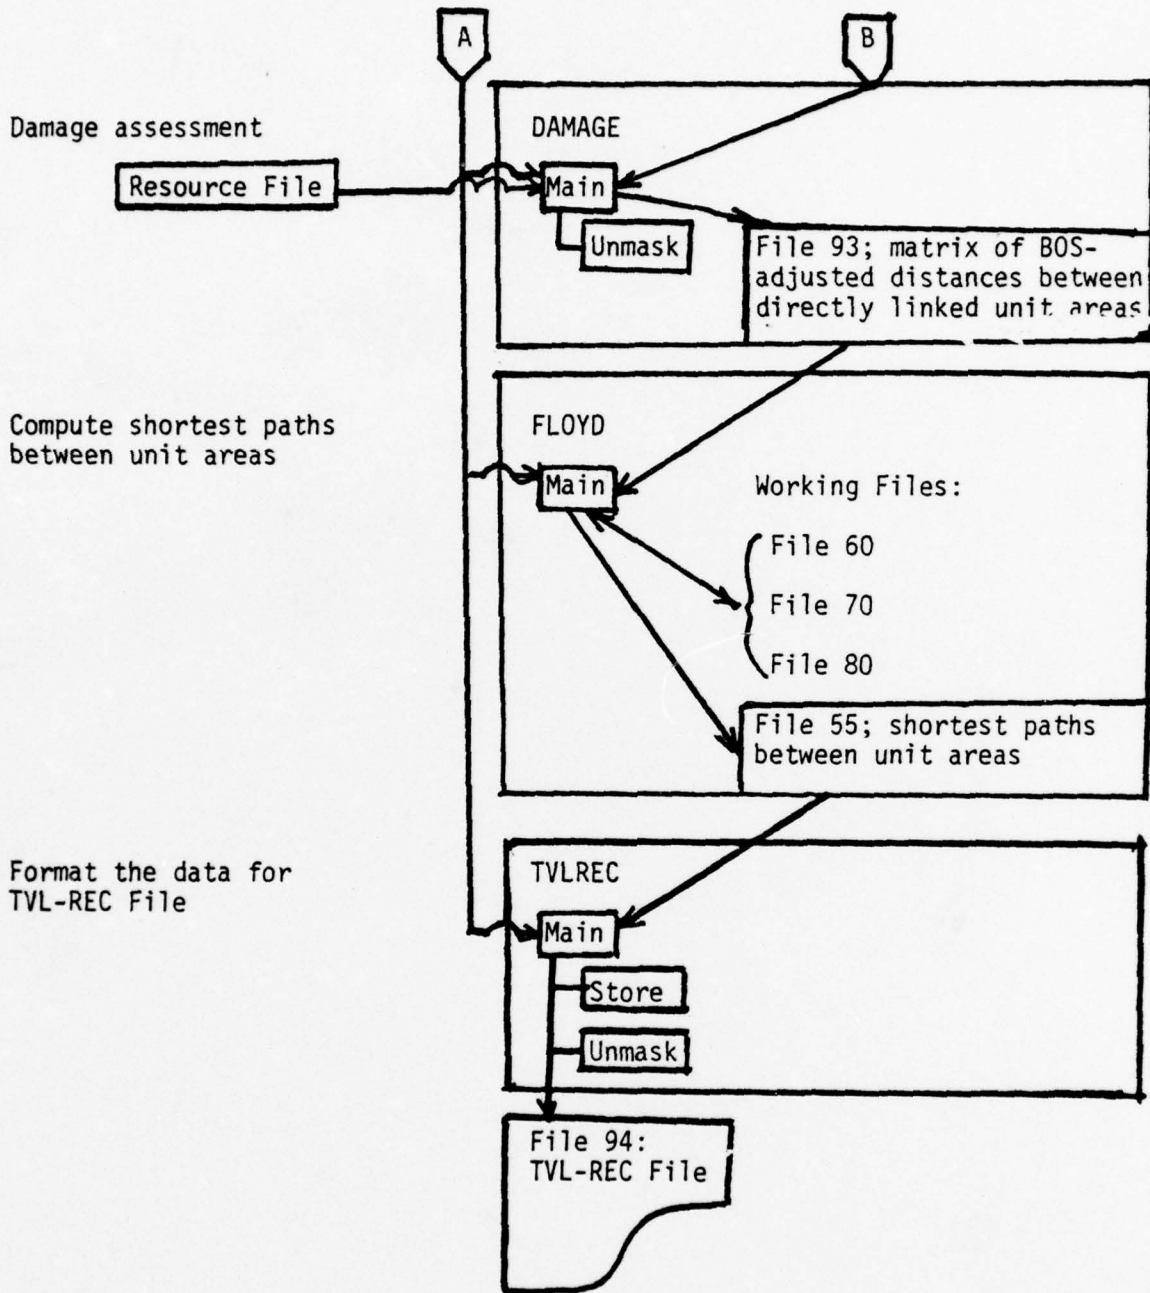 A
B
Damage assessment
DAMAGE
Resource File
Main
Unmask
File 93; matrix of BOS-
adjusted distances between
directly linked unit areas
Compute shortest paths
between unit areas
FLOYD
Main
Working Files:
File 60
File 70
File 80
File 55; shortest paths
between unit areas
Format the data for
TVL-REC File
TVLREC
Main
Store
Unmask
File 94:
TVL-REC File